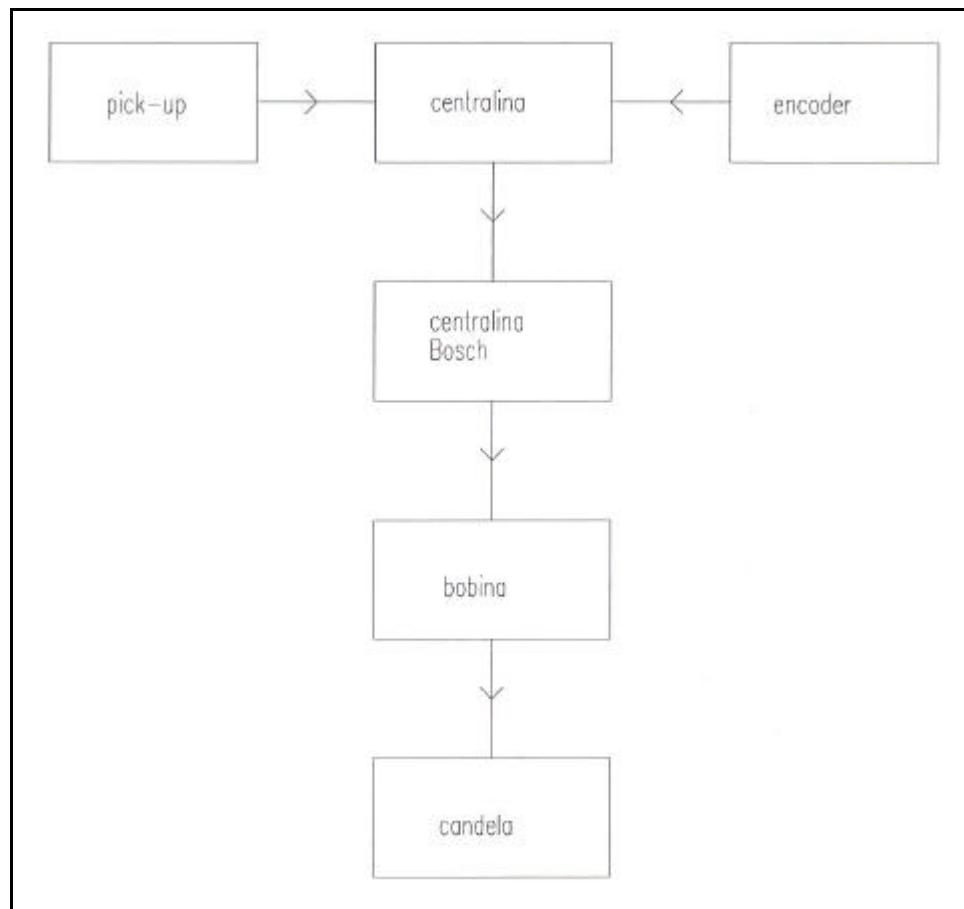 pick-up
centralina
encoder
centralina
Bosch
bobina
candela